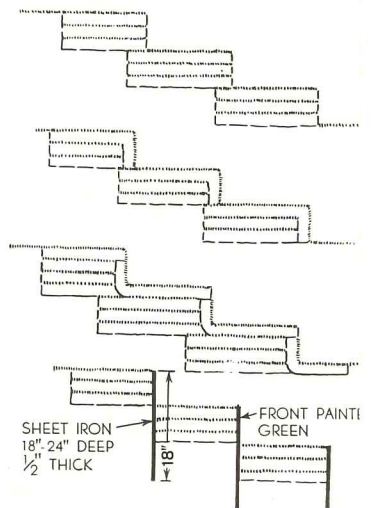 SHEET IRON
18"-24" DEEP
1/2" THICK
18"
FRONT PAINTE
GREEN